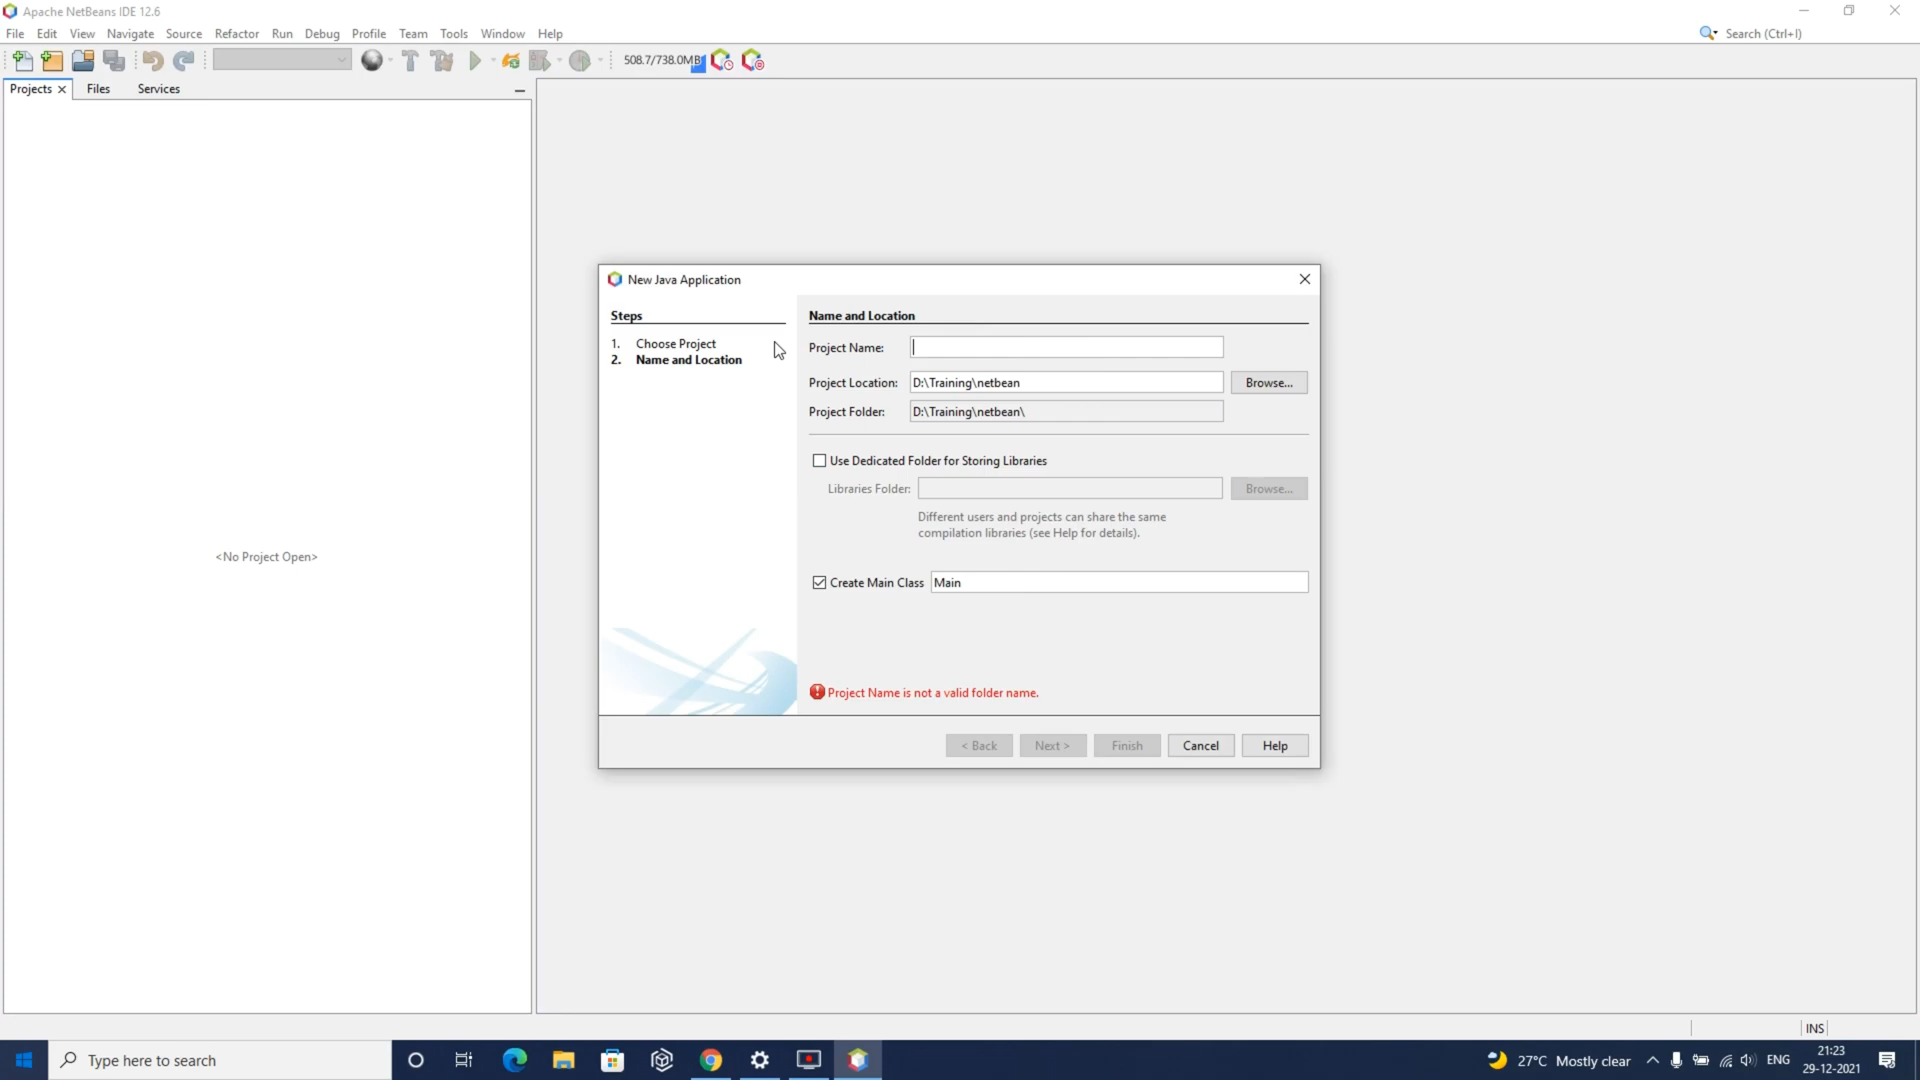 Apache NetBeans IDE 12.6
File Edit View Navigate Source Refactor Run Debug Profile Team Tools Window Help
Search (Ctrl+I)
508.7/738.0MB
Projects Files Services
<No Project Open>
New Java Application
Steps
1. Choose Project
2. Name and Location
Name and Location
Project Name:
Project Location: D:\Training\netbean Browse...
Project Folder: D:\Training\netbean\
Use Dedicated Folder for Storing Libraries
Libraries Folder: Browse...
Different users and projects can share the same
compilation libraries (see Help for details).
Create Main Class Main
Project Name is not a valid folder name.
< Back Next > Finish Cancel Help
INS
Type here to search
27°C Mostly clear
ENG
21:23
29-12-2021